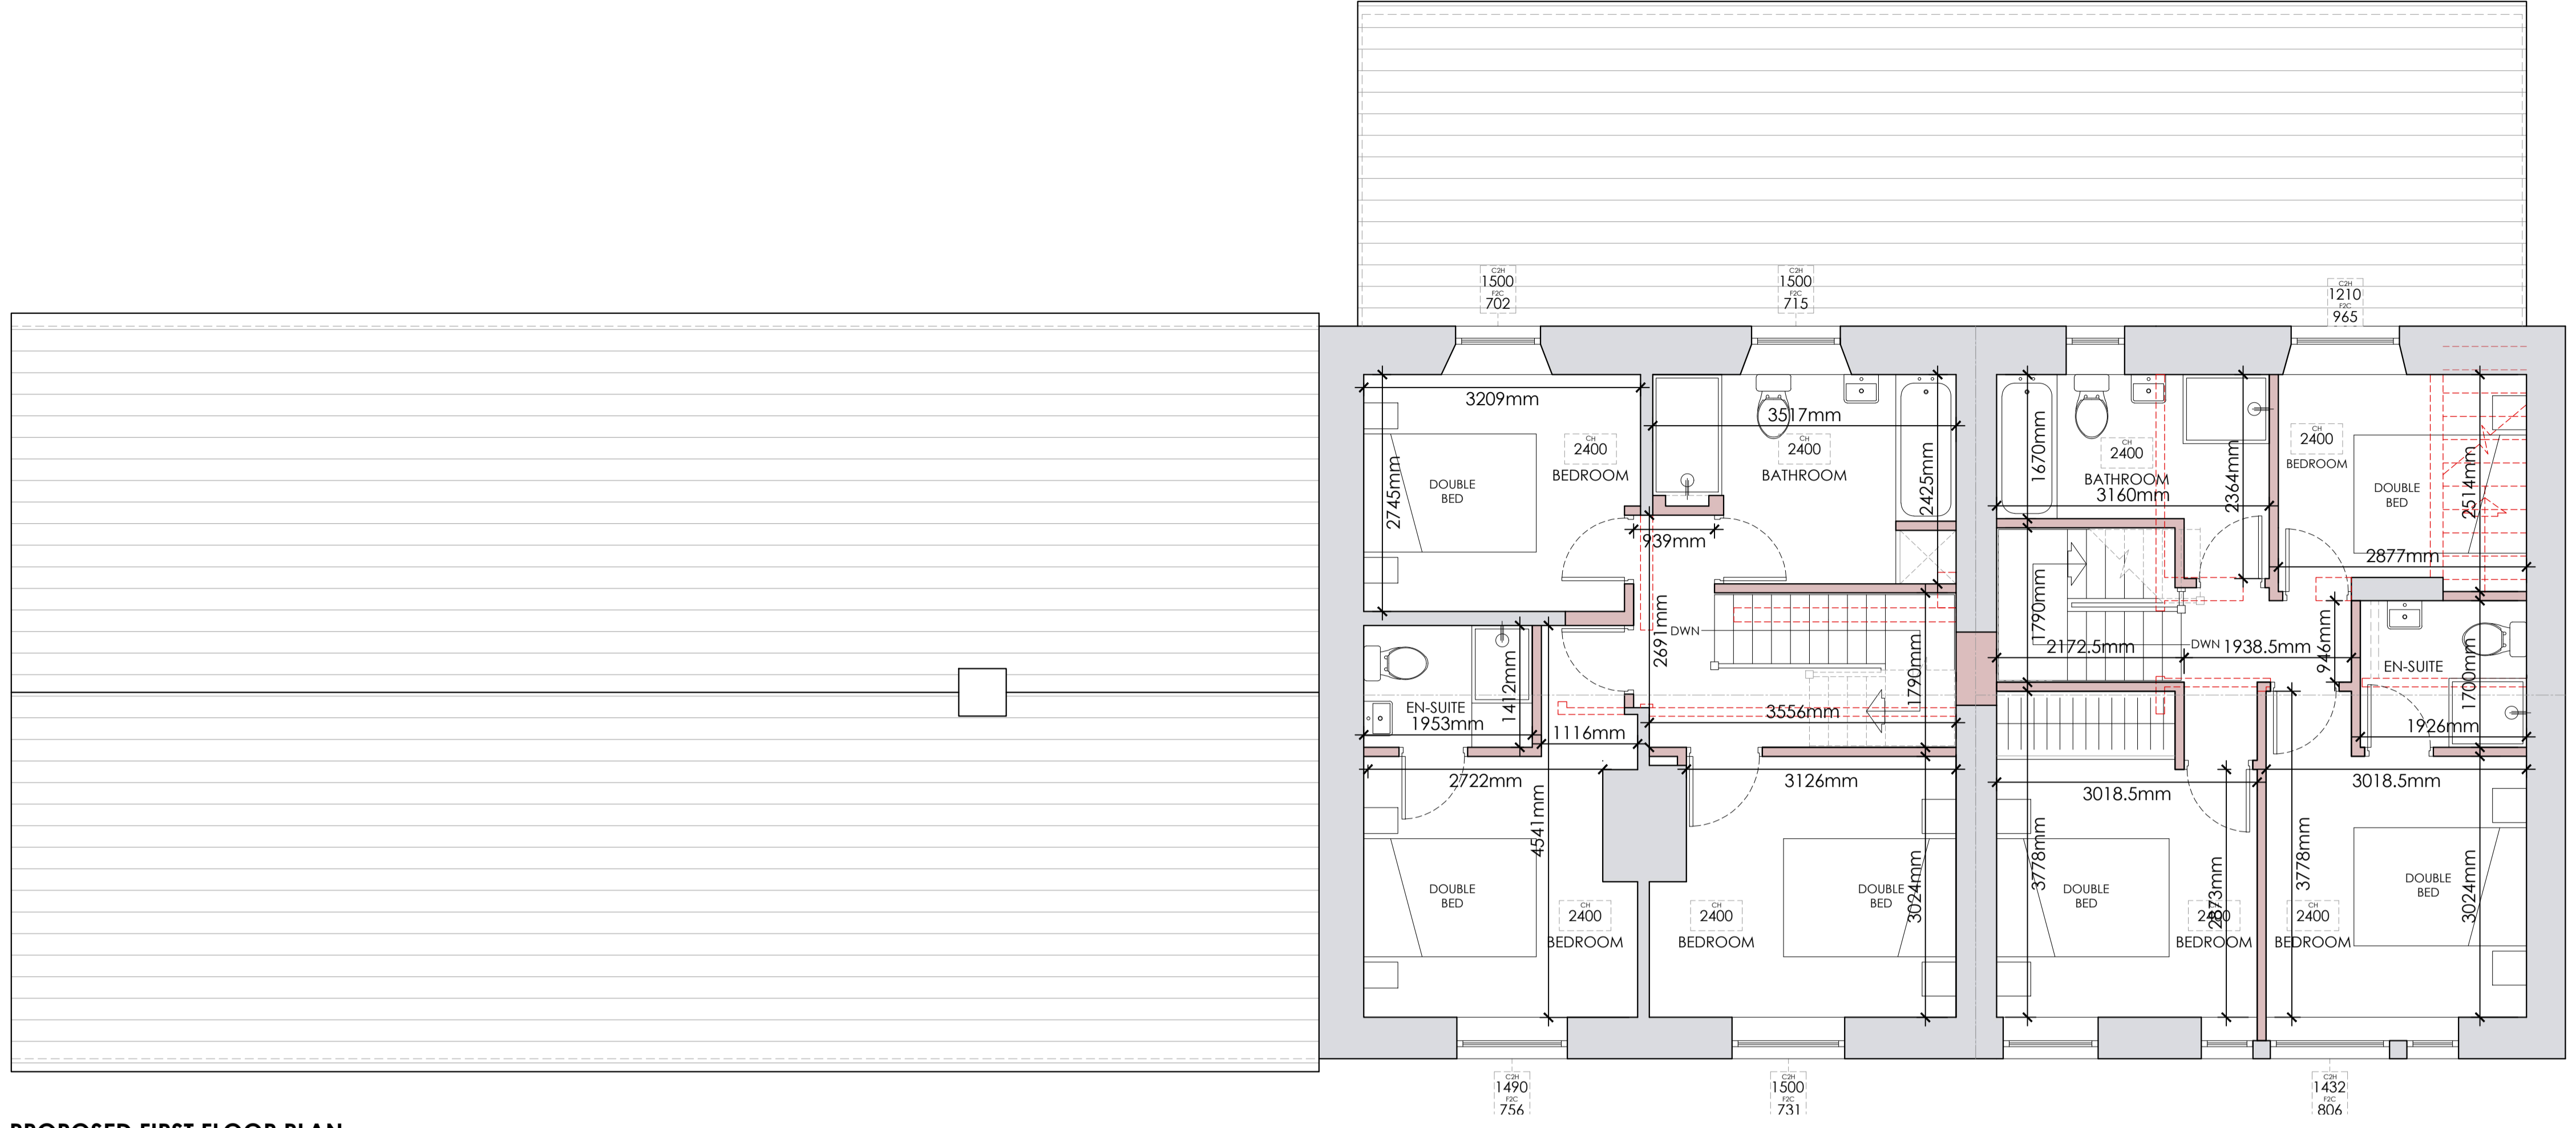 C2H
1500
F2C
702
C2H
1500
F2C
715
C2H
1210
F2C
965
3209mm
CH
2400
BEDROOM
DOUBLE
BED
2745mm
3517mm
CH
2400
BATHROOM
2425mm
939mm
1670mm
CH
2400
BATHROOM
3160mm
2364mm
CH
2400
BEDROOM
DOUBLE
BED
2514mm
2877mm
2691mm
DWN
1790mm
3556mm
1790mm
2172.5mm
DWN
1938.5mm
946mm
EN-SUITE
1700mm
1926mm
EN-SUITE
1953mm
1412mm
1116mm
2722mm
4541mm
DOUBLE
BED
CH
2400
BEDROOM
3126mm
CH
2400
BEDROOM
DOUBLE
BED
3024mm
3018.5mm
3778mm
DOUBLE
BED
2400
2873mm
BEDROOM
3018.5mm
3778mm
CH
2400
BEDROOM
DOUBLE
BED
3024mm
C2H
1490
F2C
756
C2H
1500
F2C
731
C2H
1432
F2C
806
PROPOSED FIRST FLOOR PLAN